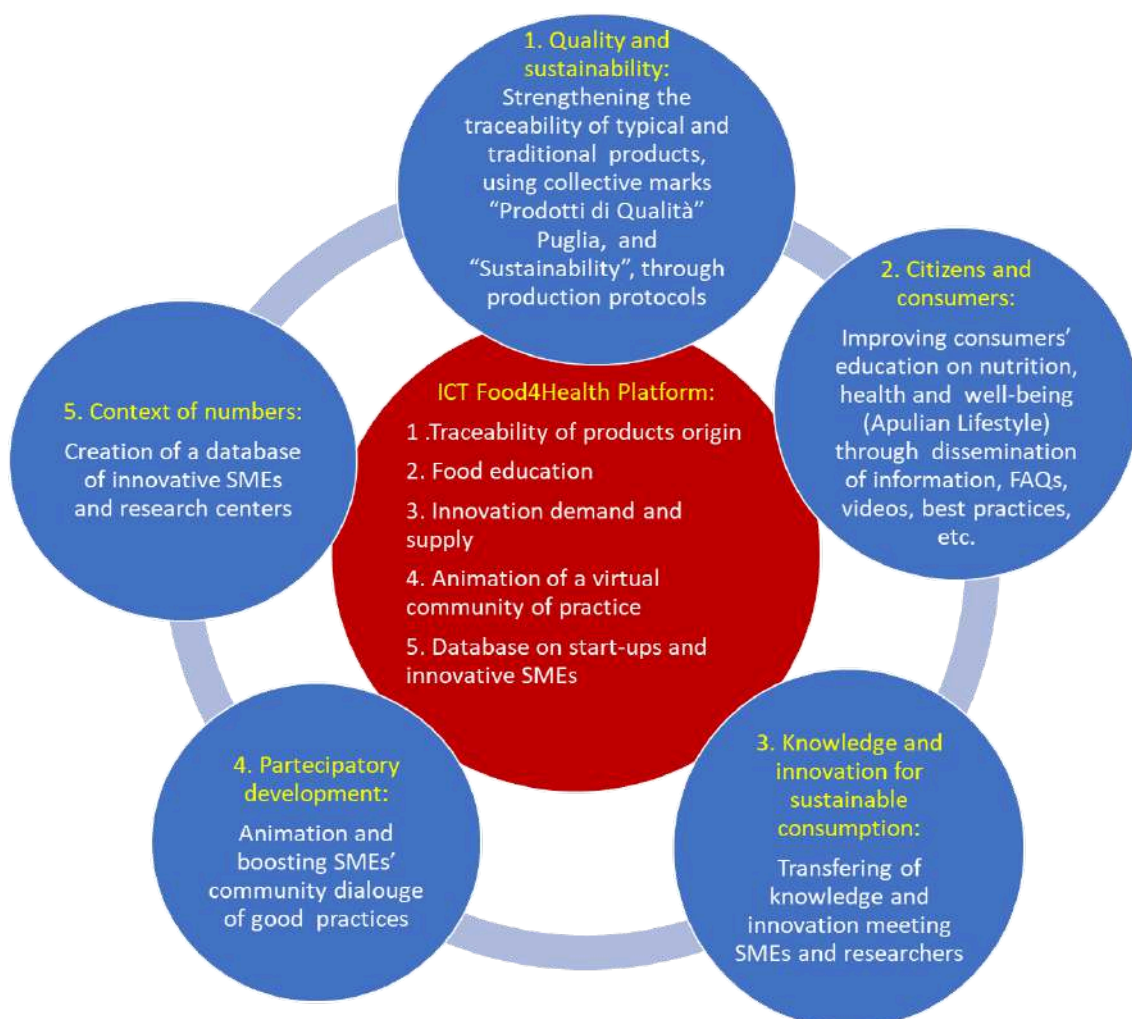 1. Quality and
sustainability:
Strengthening the
traceability of typical and
traditional products,
using collective marks
“Prodotti di Qualità”
Puglia, and
“Sustainability”, through
production protocols
2. Citizens and
consumers:
Improving consumers’
education on nutrition,
health and well-being
(Apulian Lifestyle)
through dissemination
of information, FAQs,
videos, best practices,
etc.
3. Knowledge and
innovation for
sustainable
consumption:
Transfering of
knowledge and
innovation meeting
SMEs and researchers
4. Partecipatory
development:
Animation and
boosting SMEs’
community dialouge
of good practices
5. Context of numbers:
Creation of a database
of innovative SMEs
and research centers
ICT Food4Health Platform:
1 .Traceability of products origin
2. Food education
3. Innovation demand and
supply
4. Animation of a virtual
community of practice
5. Database on start-ups and
innovative SMEs